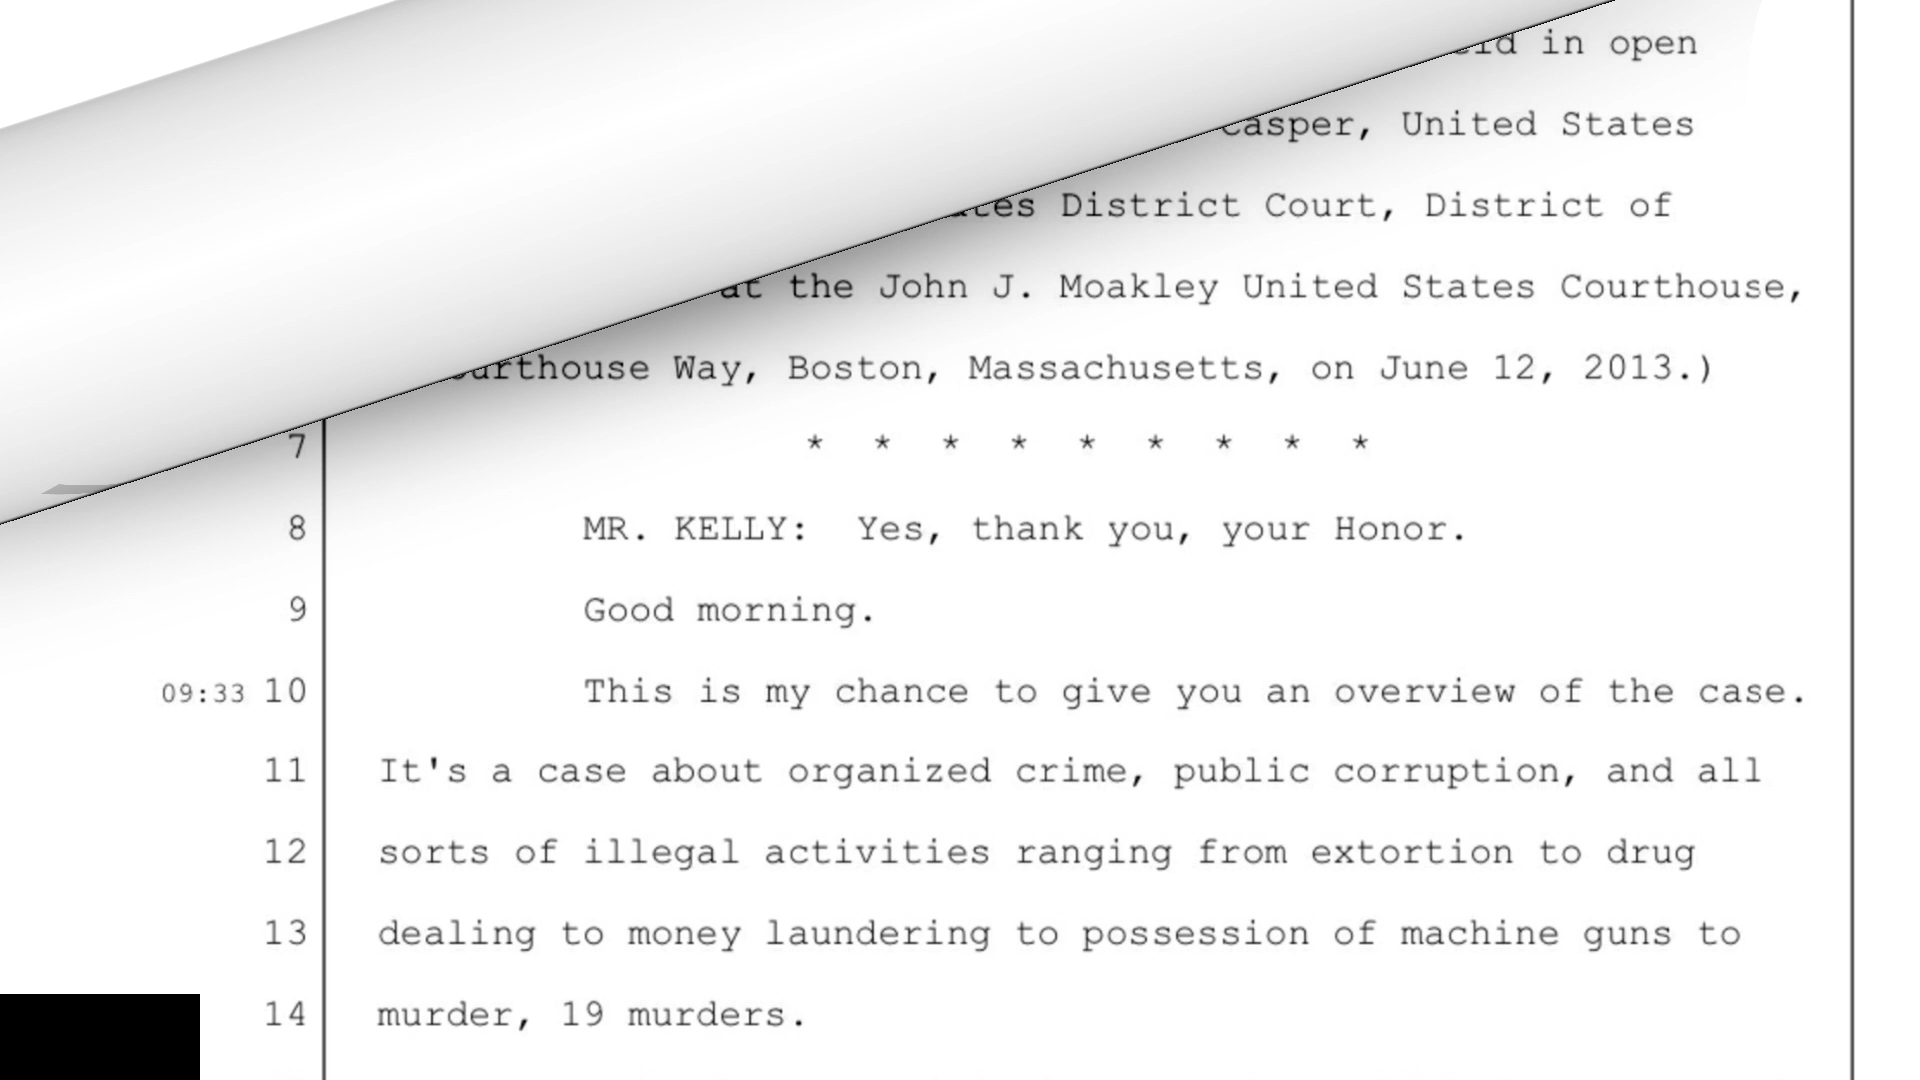 in open
Casper, United States
District Court, District of
at the John J. Moakley United States Courthouse,
Way, Boston, Massachusetts, on June 12, 2013.)
7 * * * * * * * * *
8 MR. KELLY: Yes, thank you, your Honor.
9 Good morning.
09:33 10 This is my chance to give you an overview of the case.
11 It's a case about organized crime, public corruption, and all
12 sorts of illegal activities ranging from extortion to drug
13 dealing to money laundering to possession of machine guns to
14 murder, 19 murders.